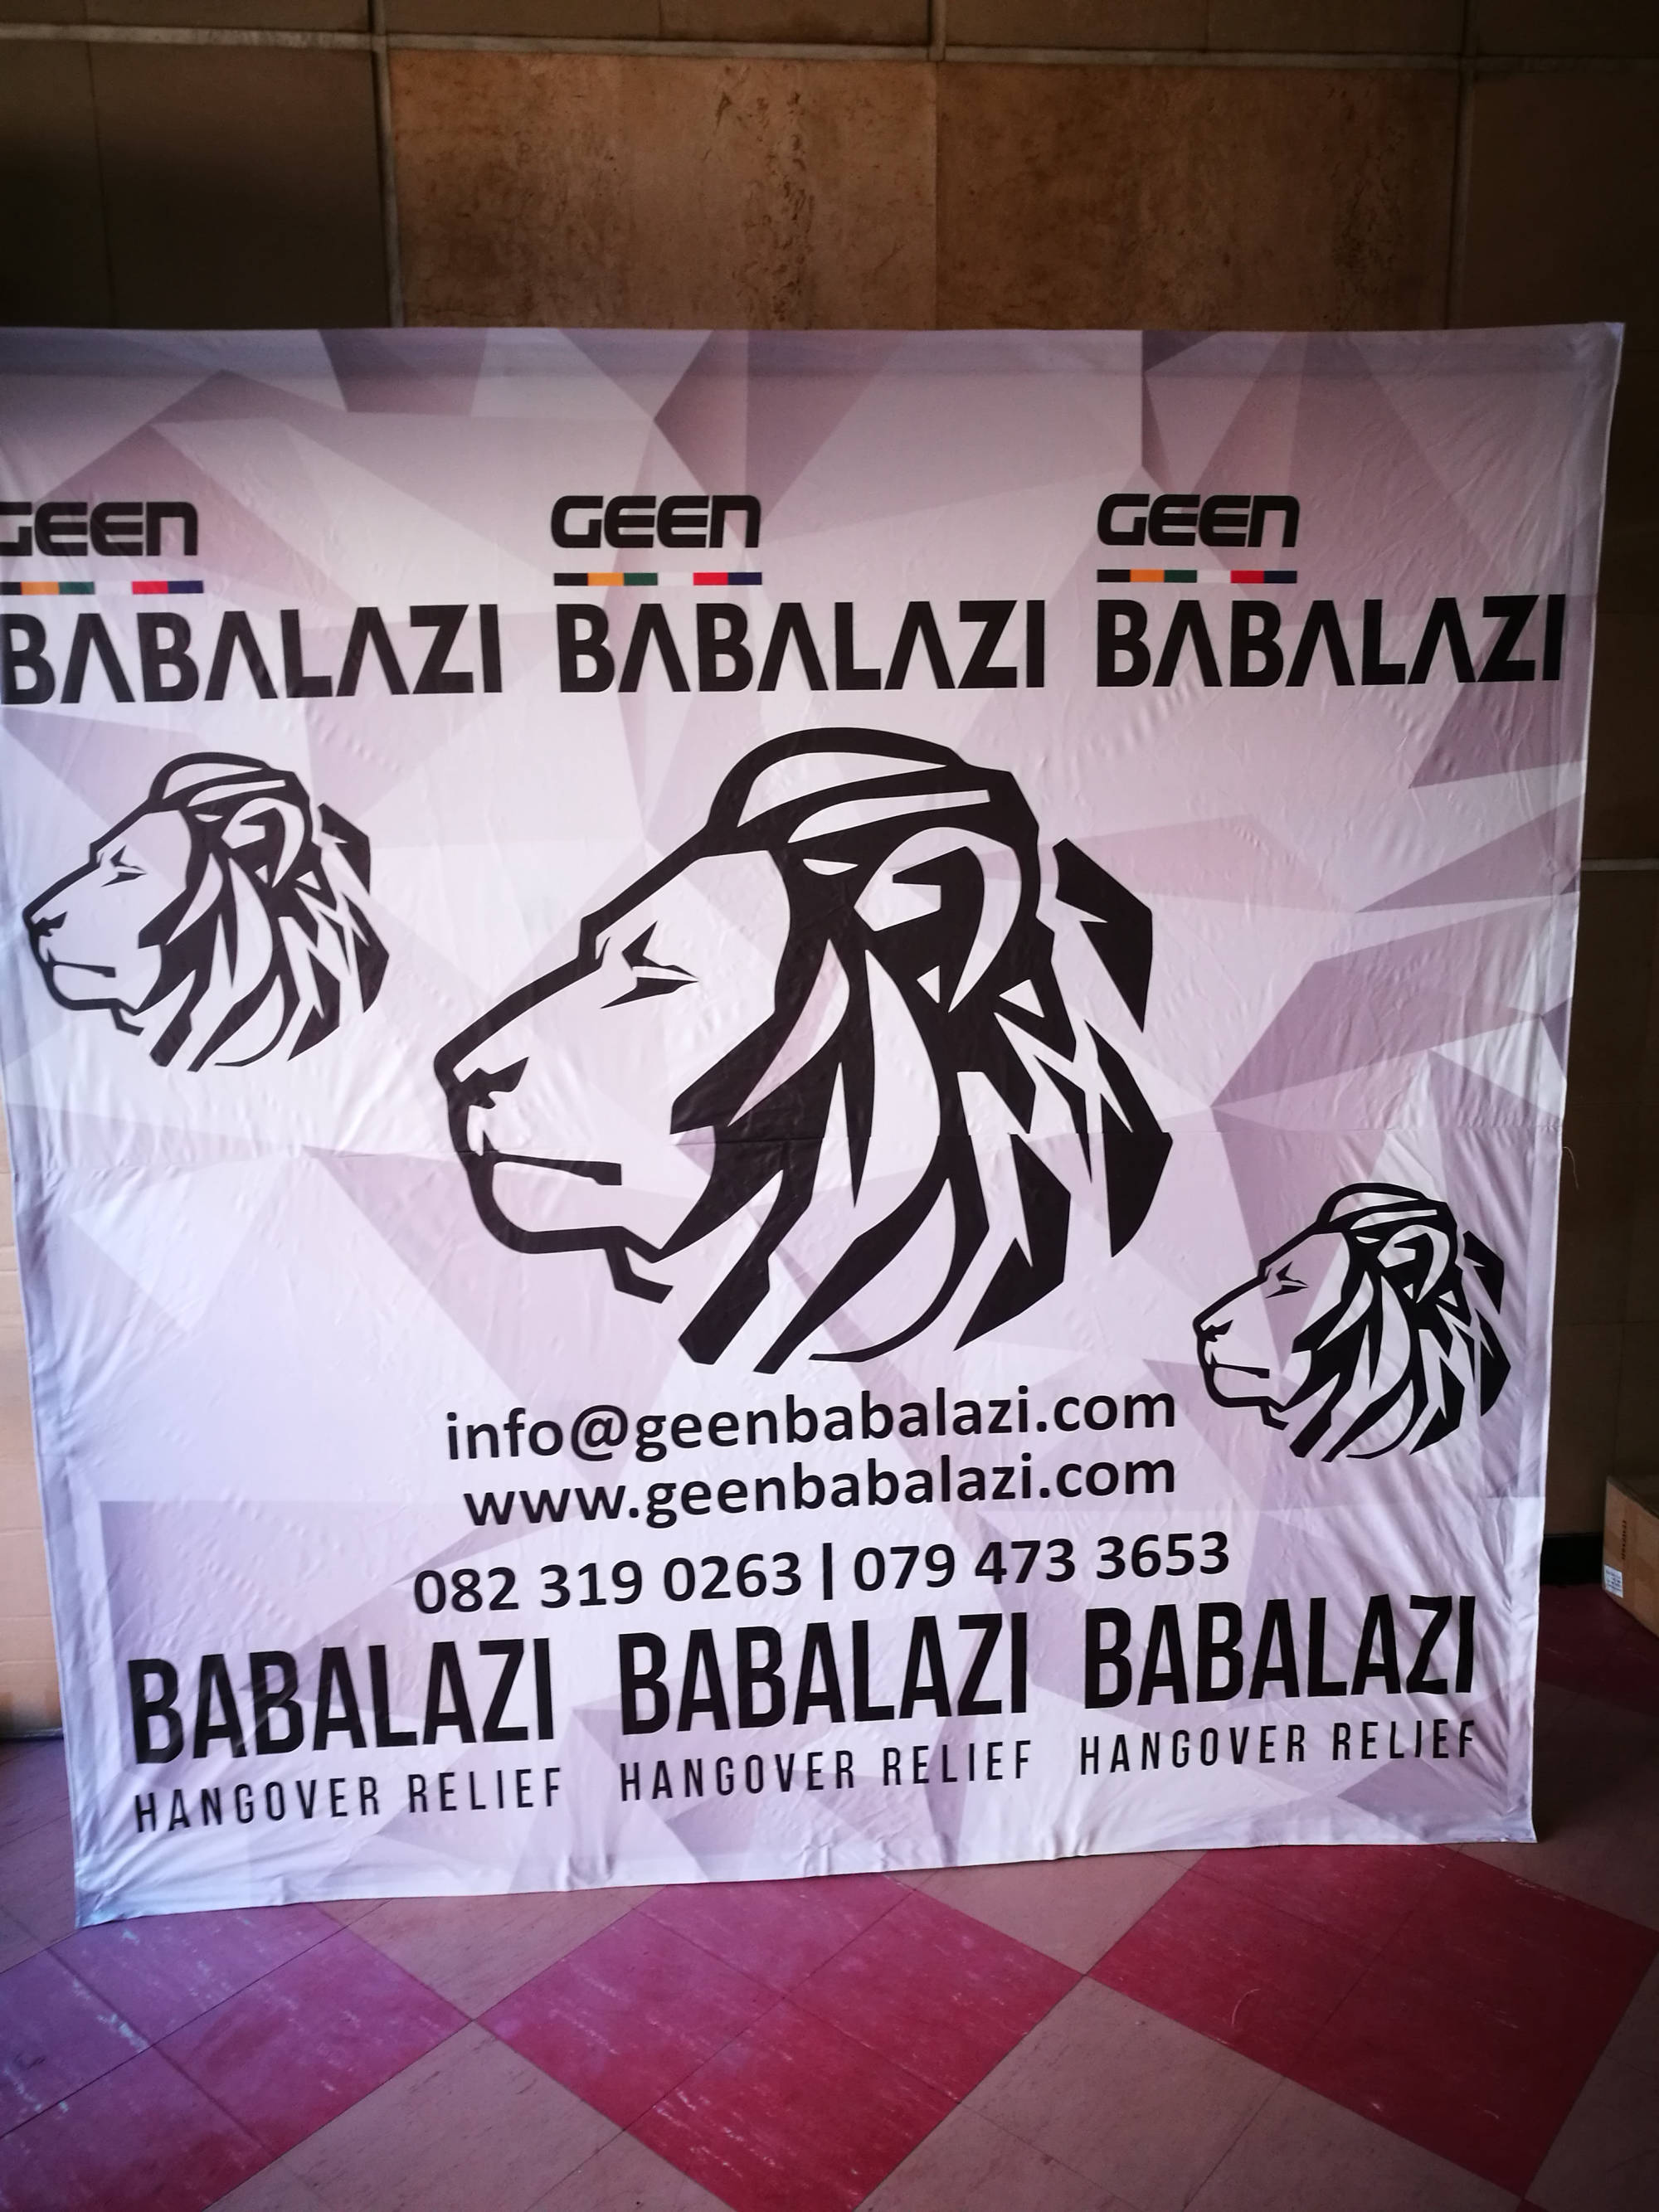 GEEN GEEN GEEN
BABALAZI BABALAZI BABALAZI
info@geenbabalazi.com
www.geenbabalazi.com
082 319 0263 | 079 473 3653
BABALAZI BABALAZI BABALAZI
HANGOVER RELIEF HANGOVER RELIEF HANGOVER RELIEF